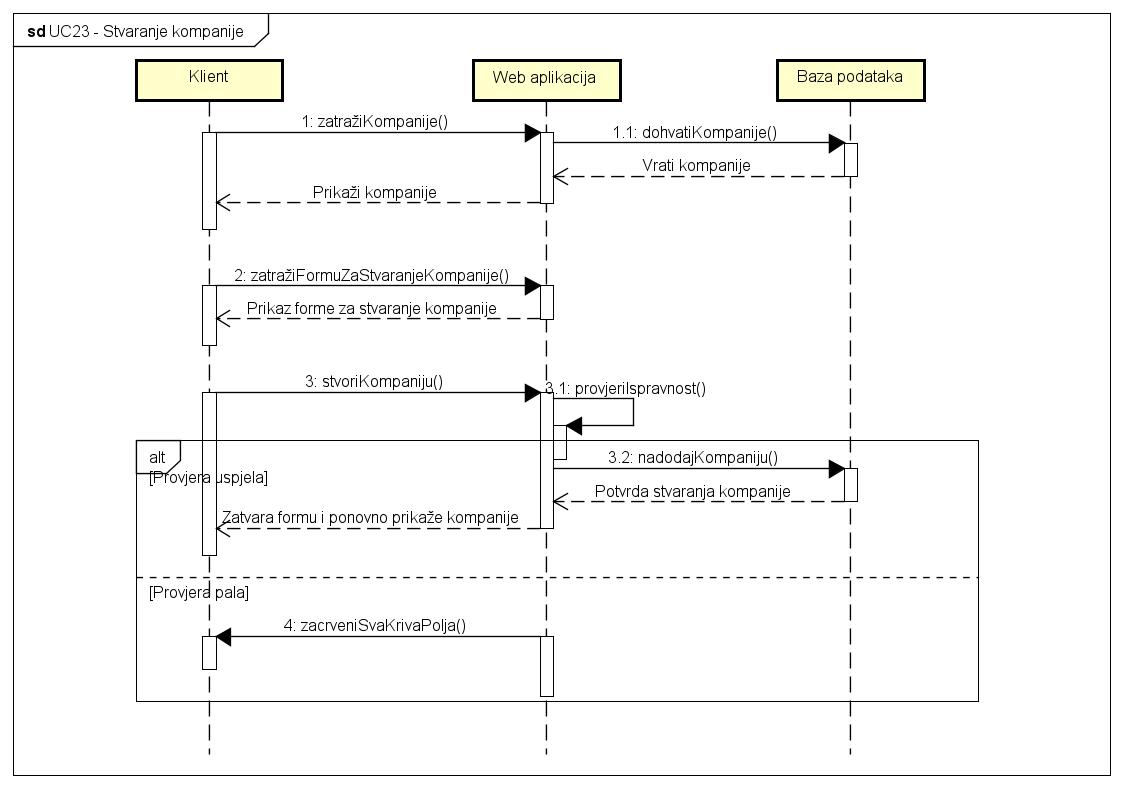 sd UC23 - Stvaranje kompanije
Klient
Web aplikacija
Baza podataka
1: zatražiKompanije()
1.1: dohvatiKompanije()
Vrati kompanije
Prikaži kompanije
2: zatražiFormuZaStvaranjeKompanije()
Prikaz forme za stvaranje kompanije
3: stvoriKompaniju()
3.1: provjeriIspravnost()
alt
[Provjera uspjela]
3.2: nadodajKompaniju()
Potvrda stvaranja kompanije
Zatvara formu i ponovno prikaže kompanije
[Provjera pala]
4: zacrveniSvaKrivaPolja()